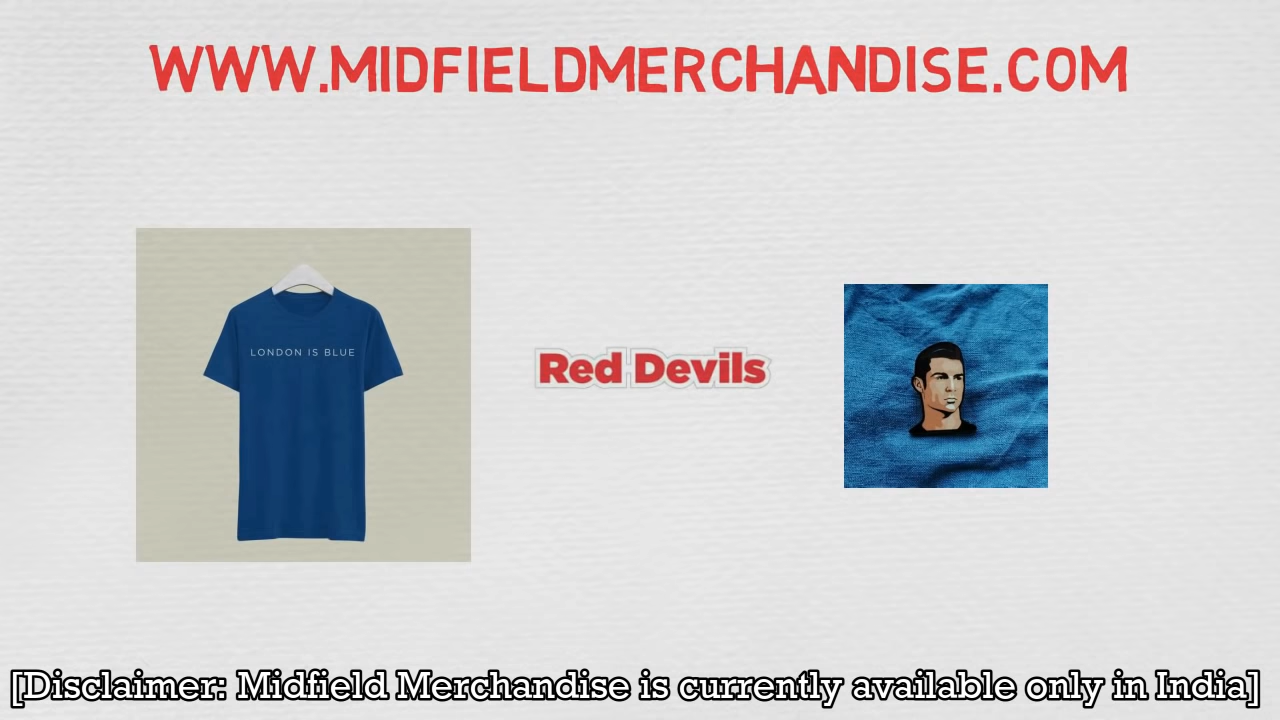 WWW.MIDFIELDMERCHANDISE.COM
LONDON IS BLUE
Red Devils
[Disclaimer: Midfield Merchandise is currently available only in India]